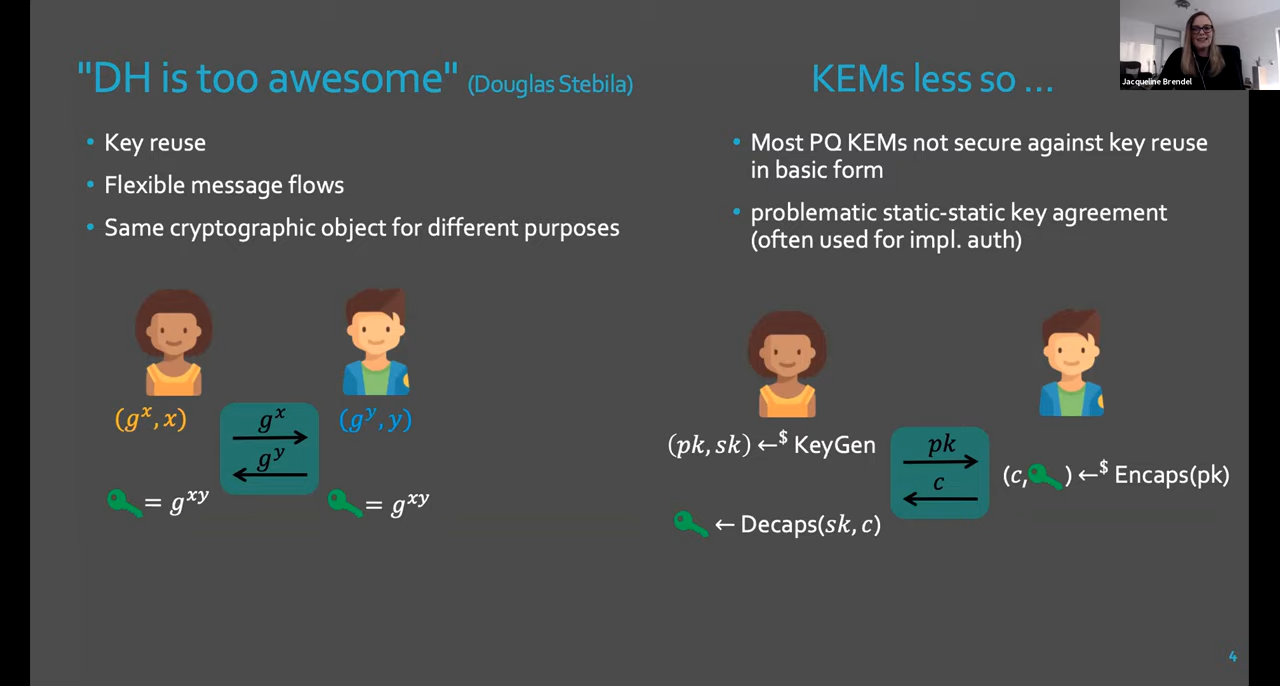 "DH is too awesome" (Douglas Stebila)
• Key reuse
• Flexible message flows
• Same cryptographic object for different purposes
(g^x, x)
g^x
g^y
(g^y, y)
= g^{xy}
= g^{xy}
KEMs less so ...
• Most PQ KEMs not secure against key reuse
in basic form
• problematic static-static key agreement
(often used for impl. auth)
(pk, sk) ←^$ KeyGen
pk
c
(c, ) ←^$ Encaps(pk)
← Decaps(sk, c)
Jacqueline Brendel
4